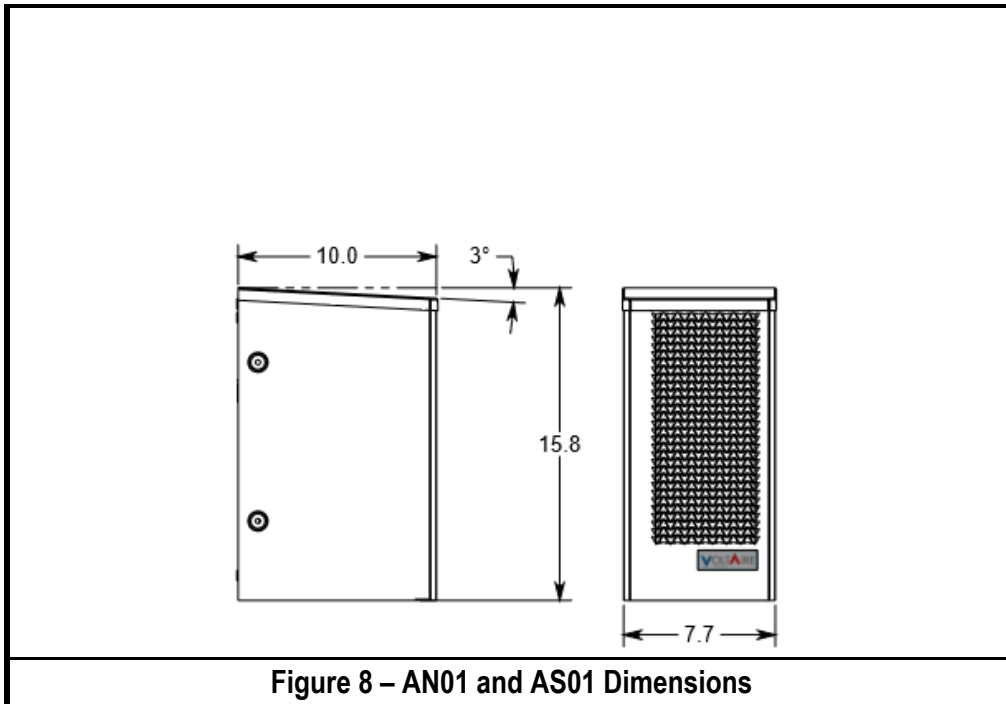 10.0
3°
15.8
VOLTAIRE
7.7
Figure 8 – AN01 and AS01 Dimensions